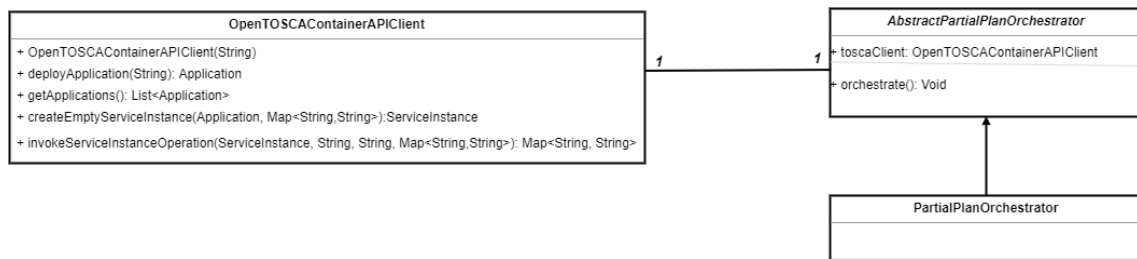 OpenTOSCAContainerAPIClient
+ OpenTOSCAContainerAPIClient(String)
+ deployApplication(String): Application
+ getApplications(): List<Application>
+ createEmptyServiceInstance(Application, Map<String,String>):ServiceInstance
+ invokeServiceInstanceOperation(ServiceInstance, String, String, Map<String,String>): Map<String, String>
1
1
AbstractPartialPlanOrchestrator
+ toscaClient: OpenTOSCAContainerAPIClient
+ orchestrate(): Void
PartialPlanOrchestrator